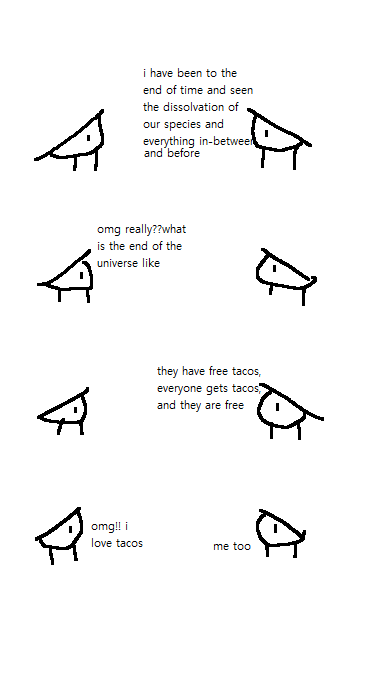 i have been to the
end of time and seen
the dissolvation of
our species and
everything in-between
and before
omg really??what
is the end of the
universe like
they have free tacos,
everyone gets tacos,
and they are free
omg!! i
love tacos
me too